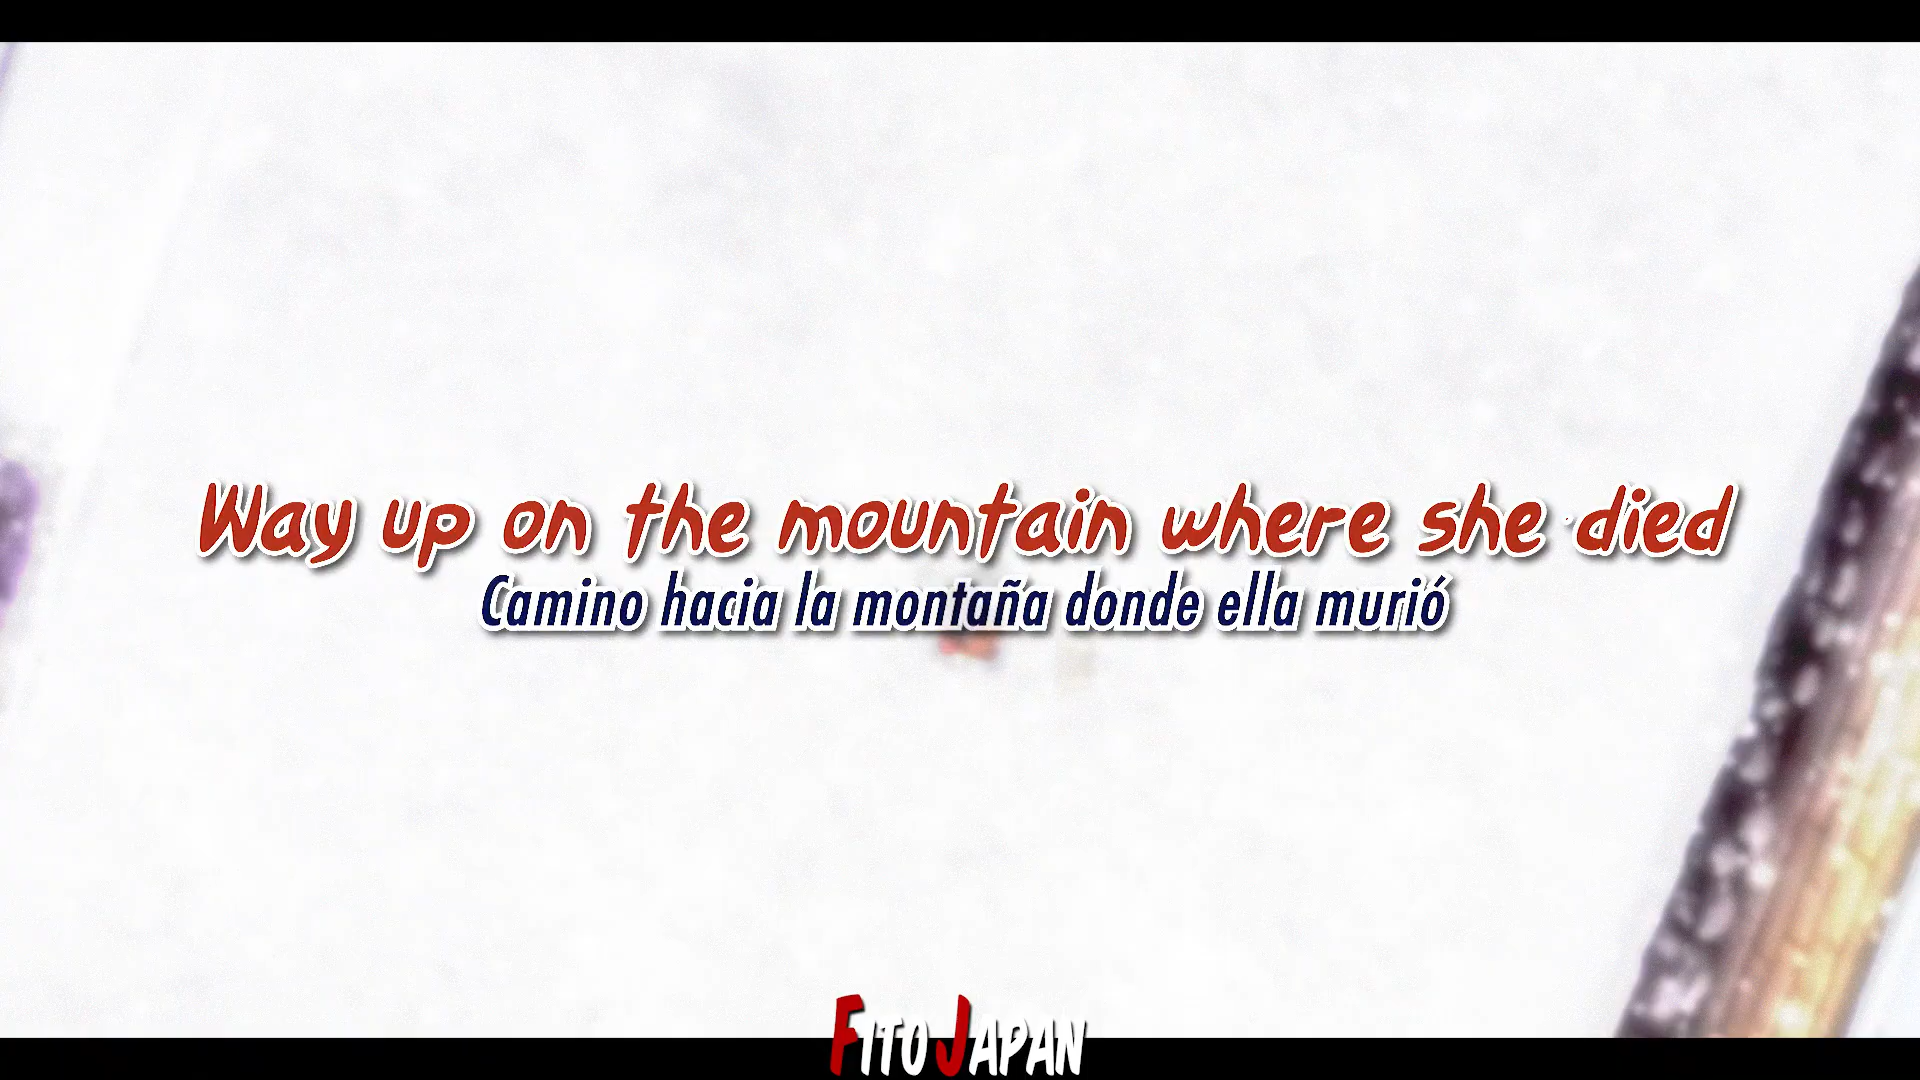 Way up on the mountain where she died
Camino hacia la montaña donde ella murió
FITOJAPAN